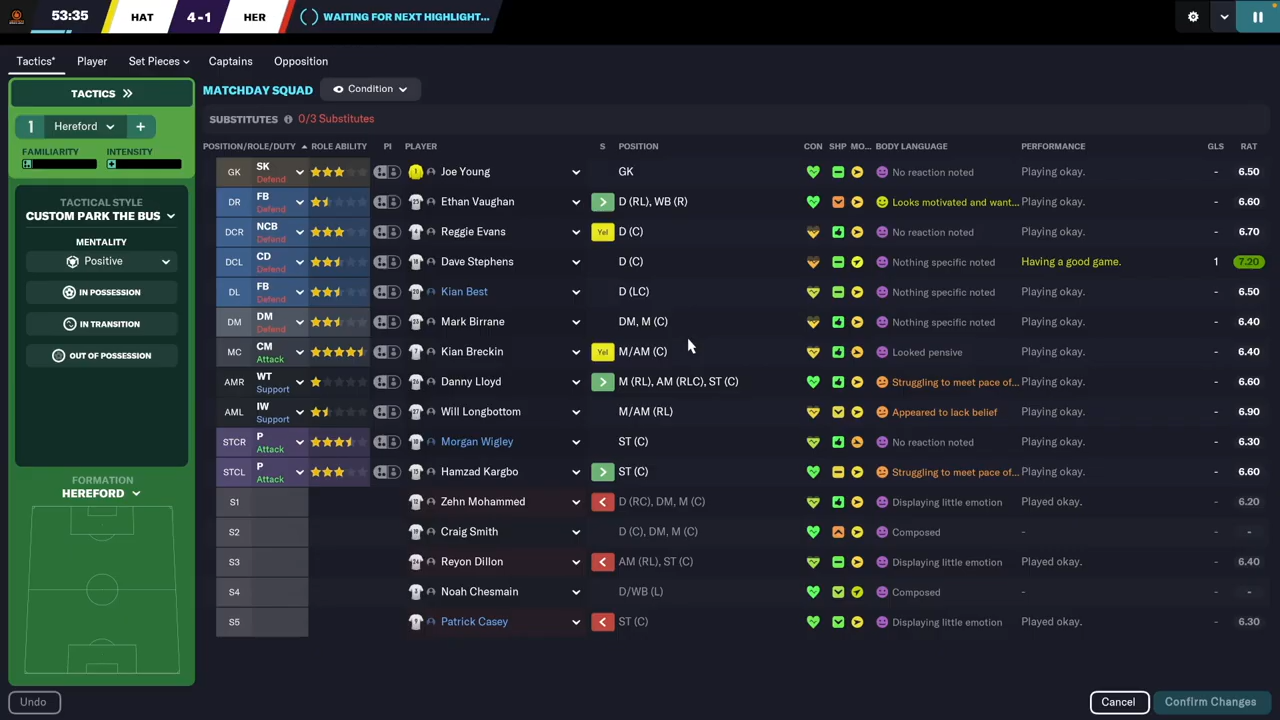 53:35 HAT 4-1 HER WAITING FOR NEXT HIGHLIGHT...
Tactics* Player Set Pieces Captains Opposition
TACTICS
1 Hereford +
FAMILIARITY INTENSITY
TACTICAL STYLE
CUSTOM PARK THE BUS
MENTALITY
Positive
IN POSSESSION
IN TRANSITION
OUT OF POSSESSION
FORMATION
HEREFORD
MATCHDAY SQUAD Condition
SUBSTITUTES 0/3 Substitutes
POSITION/ROLE/DUTY ROLE ABILITY PI PLAYER S POSITION CON SHP MO... BODY LANGUAGE PERFORMANCE GLS RAT
GK SK Defend 1 Joe Young GK No reaction noted Playing okay. - 6.50
DR FB Defend 25 Ethan Vaughan > D (RL), WB (R) Looks motivated and want... Playing okay. - 6.60
DCR NCB Defend Reggie Evans Yel D (C) No reaction noted Playing okay. - 6.70
DCL CD Defend Dave Stephens D (C) Nothing specific noted Having a good game. 1 7.20
DL FB Defend 20 Kian Best D (LC) Nothing specific noted Playing okay. - 6.50
DM DM Defend 23 Mark Birrane DM, M (C) Nothing specific noted Playing okay. - 6.40
MC CM Attack 7 Kian Breckin Yel M/AM (C) Looked pensive Playing okay. - 6.40
AMR WT Support 26 Danny Lloyd > M (RL), AM (RLC), ST (C) Struggling to meet pace of... Playing okay. - 6.60
AML IW Support 27 Will Longbottom M/AM (RL) Appeared to lack belief Playing okay. - 6.90
STCR P Attack 10 Morgan Wigley ST (C) No reaction noted Playing okay. - 6.30
STCL P Attack Hamzad Kargbo > ST (C) Struggling to meet pace of... Playing okay. - 6.60
S1 12 Zehn Mohammed < D (RC), DM, M (C) Displaying little emotion Played okay. - 6.20
S2 Craig Smith D (C), DM, M (C) Composed - - -
S3 24 Reyon Dillon < AM (RL), ST (C) Displaying little emotion Played okay. - 6.40
S4 3 Noah Chesmain D/WB (L) Composed - - -
S5 9 Patrick Casey < ST (C) Displaying little emotion Played okay. - 6.30
Undo Cancel Confirm Changes